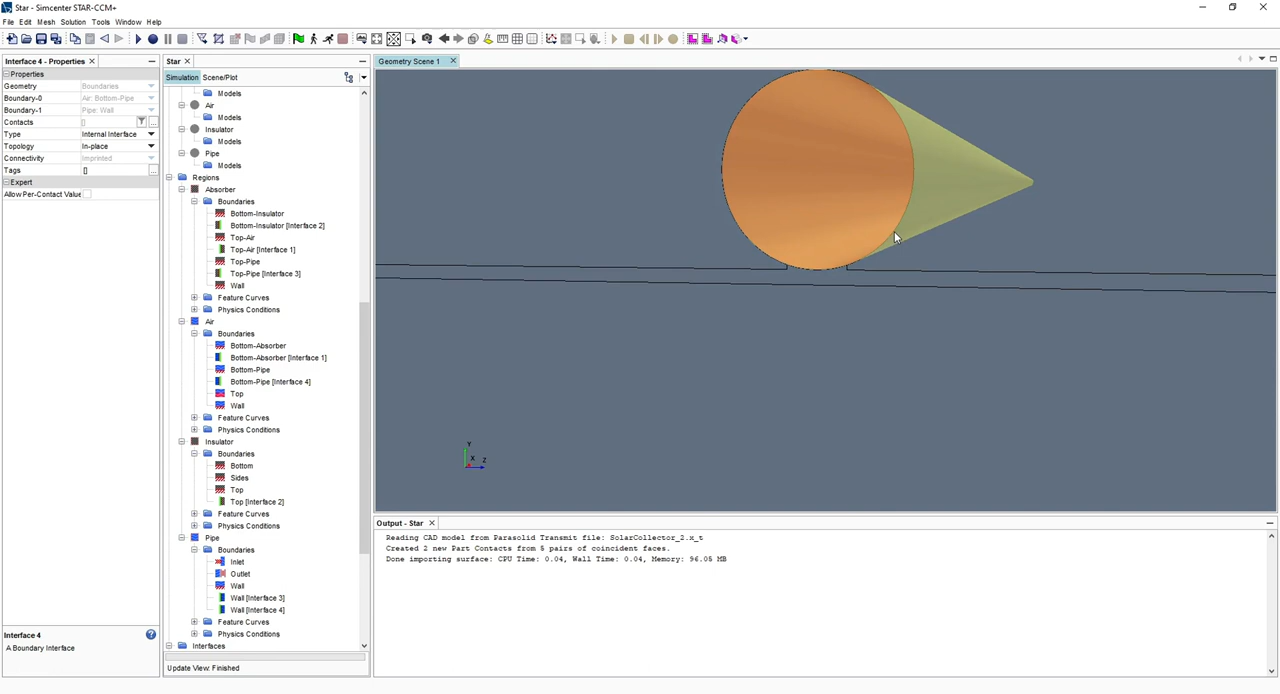 Star - Simcenter STAR-CCM+
File Edit Mesh Solution Tools Window Help
Interface 4 - Properties
Properties
Geometry Boundaries
Boundary-0 Air: Bottom-Pipe
Boundary-1 Pipe: Wall
Contacts []
Type Internal Interface
Topology In-place
Connectivity Imprinted
Tags []
Expert
Allow Per-Contact Value
Interface 4
A Boundary Interface
Star
Simulation Scene/Plot
Models
Air
Models
Insulator
Models
Pipe
Models
Regions
Absorber
Boundaries
Bottom-Insulator
Bottom-Insulator [Interface 2]
Top-Air
Top-Air [Interface 1]
Top-Pipe
Top-Pipe [Interface 3]
Wall
Feature Curves
Physics Conditions
Air
Boundaries
Bottom-Absorber
Bottom-Absorber [Interface 1]
Bottom-Pipe
Bottom-Pipe [Interface 4]
Top
Wall
Feature Curves
Physics Conditions
Insulator
Boundaries
Bottom
Sides
Top
Top [Interface 2]
Feature Curves
Physics Conditions
Pipe
Boundaries
Inlet
Outlet
Wall
Wall [Interface 3]
Wall [Interface 4]
Feature Curves
Physics Conditions
Interfaces
Update View: Finished
Geometry Scene 1
Y
X Z
Output - Star
Reading CAD model from Parasolid Transmit file: SolarCollector_2.x_t
Created 2 new Part Contacts from 5 pairs of coincident faces.
Done importing surface: CPU Time: 0.04, Wall Time: 0.04, Memory: 96.05 MB